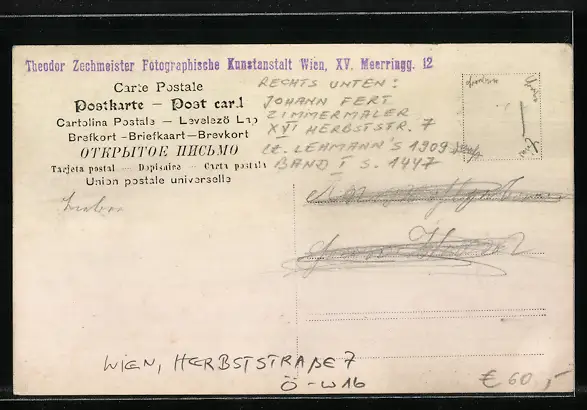 Theodor Zechmeister Fotographische Kunstanstalt Wien, XV. Meerringg. 12
Carte Postale
Postkarte — Post card
Cartolina Postale — Levelező Lap
Brefkort - Briefkaart - Brevkort
ОТКРЫТОЕ ПИСЬМО
Tarjeta postal — Dopisnice — Carta postala
Union postale universelle
RECHTS UNTEN:
JOHANN FERT
ZIMMERMALER
XVI HERBSTSTR. 7
LT. LEHMANN'S 1909
BAND I S. 1447
WIEN, HERBSTSTRAßE 7
Ö-W16
€ 60,-